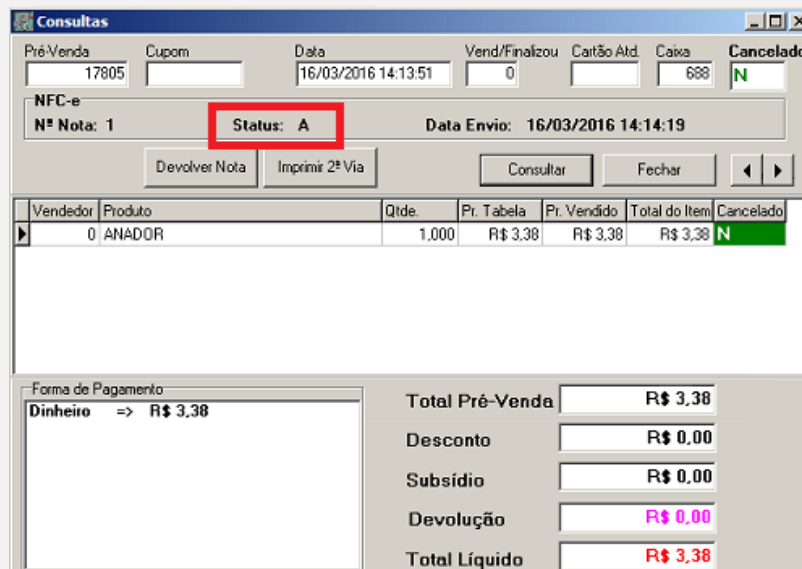 Consultas
Pré-Venda Cupom Data Vend/Finalizou Cartão Atd. Caixa Cancelado
17805 16/03/2016 14:13:51 0 688 N
NFC-e
Nª Nota: 1 Status: A Data Envio: 16/03/2016 14:14:19
Devolver Nota Imprimir 2ª Via Consultar Fechar
Vendedor Produto Qtde. Pr. Tabela Pr. Vendido Total do Item Cancelado
0 ANADOR 1,000 R$ 3,38 R$ 3,38 R$ 3,38 N
Forma de Pagamento
Dinheiro => R$ 3,38
Total Pré-Venda R$ 3,38
Desconto R$ 0,00
Subsídio R$ 0,00
Devolução R$ 0,00
Total Líquido R$ 3,38